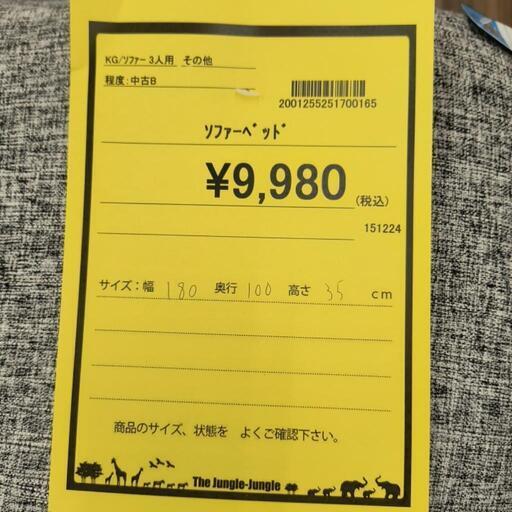 KG/ソファー 3人用 その他
程度:中古B
2001255251700165
ソファーベッド
¥9,980(税込)
151224
サイズ:幅 180 奥行 100 高さ 35 cm
商品のサイズ、状態を よくご確認下さい。
The Jungle-Jungle